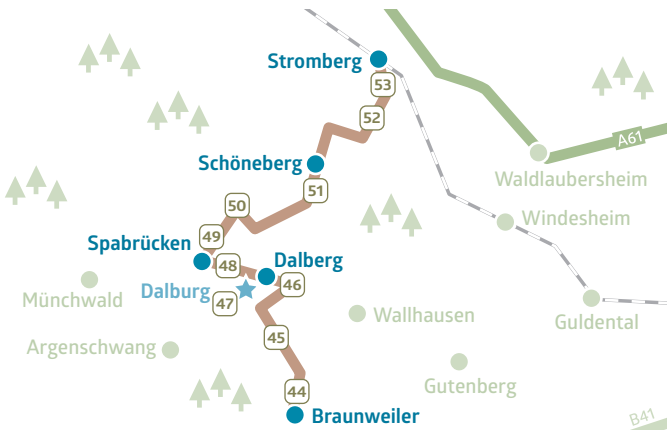 Stromberg
53
52
A61
Schöneberg
Waldlaubersheim
51
50
Windesheim
49
Spabrücken
48
Dalberg
46
Münchwald
Dalburg
47
Guldental
Wallhausen
45
Argenschwang
Gutenberg
44
Braunweiler
B41